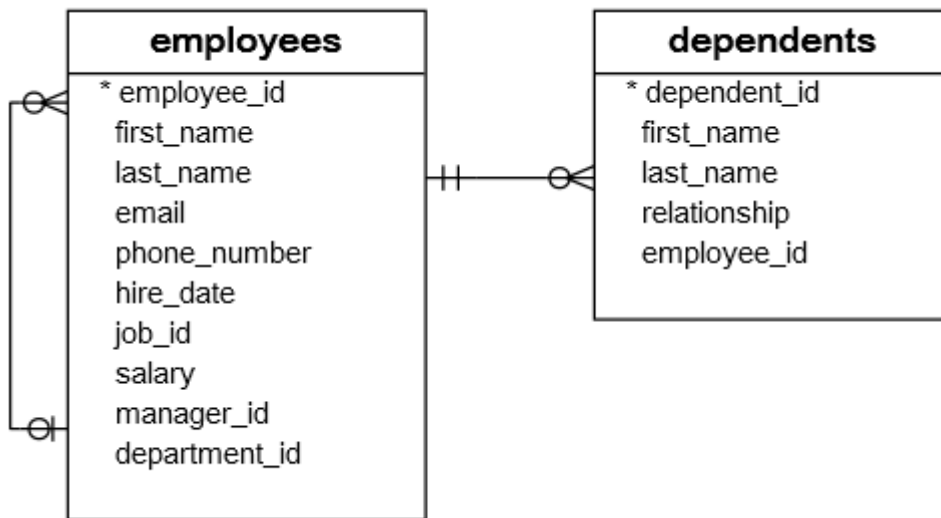 employees
* employee_id
first_name
last_name
email
phone_number
hire_date
job_id
salary
manager_id
department_id
dependents
* dependent_id
first_name
last_name
relationship
employee_id